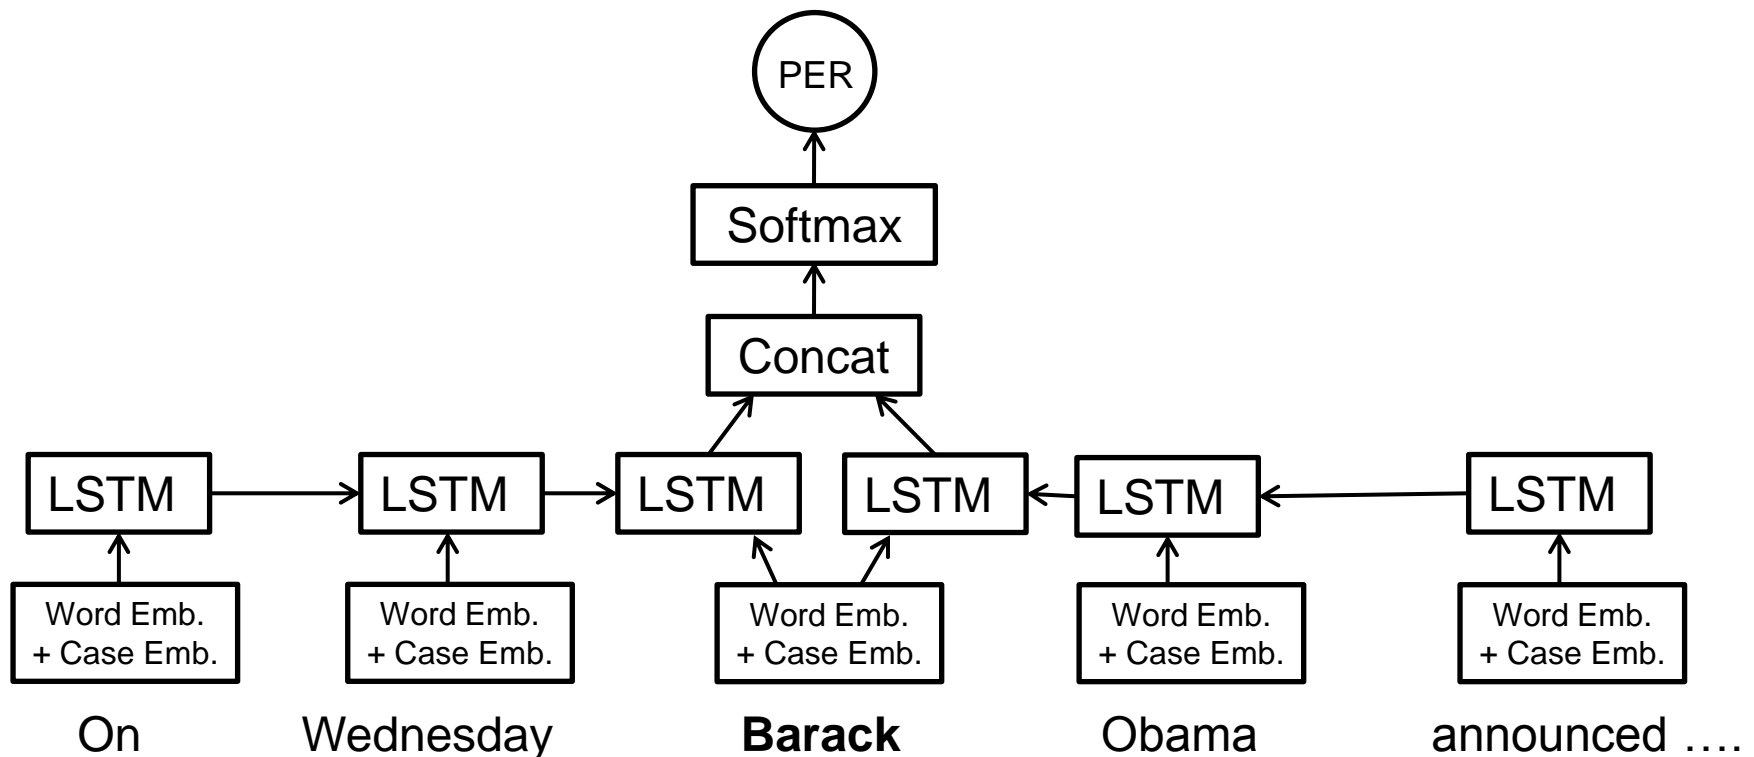 PER
Softmax
Concat
LSTM LSTM LSTM LSTM LSTM LSTM
Word Emb. Word Emb. Word Emb. Word Emb. Word Emb.
+ Case Emb. + Case Emb. + Case Emb. + Case Emb. + Case Emb.
On Wednesday Barack Obama announced ....